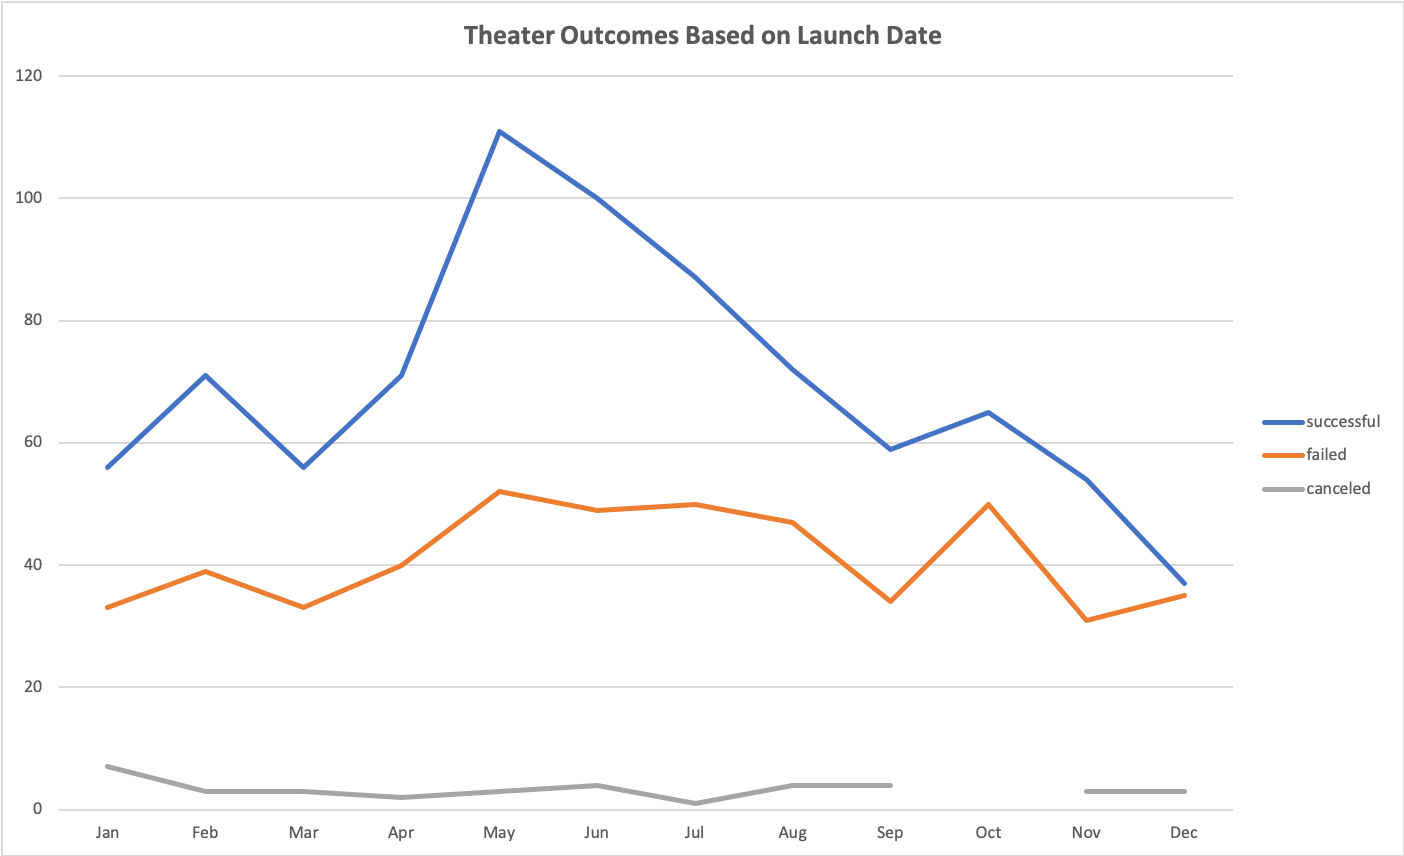 Theater Outcomes Based on Launch Date
120
100
80
60
40
20
0
Jan Feb Mar Apr May Jun Jul Aug Sep Oct Nov Dec
successful
failed
canceled